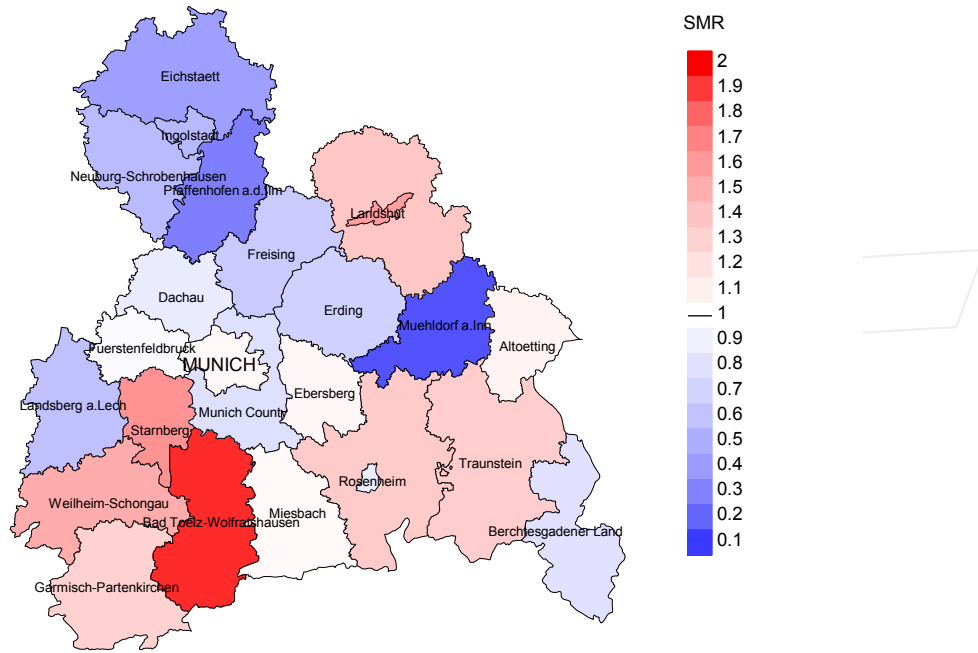 SMR
2
1.9
1.8
1.7
1.6
1.5
1.4
1.3
1.2
1.1
1
0.9
0.8
0.7
0.6
0.5
0.4
0.3
0.2
0.1
Eichstaett
Ingolstadt
Neuburg-Schrobenhausen
Pfaffenhofen a.d.Ilm
Landshut
Freising
Dachau
Erding
Muehldorf a.Inn
Altoetting
Fuerstenfeldbruck
MUNICH
Ebersberg
Landsberg a.Lech
Munich County
Starnberg
Traunstein
Rosenheim
Weilheim-Schongau
Miesbach
Bad Toelz-Wolfratshausen
Berchtesgadener Land
Garmisch-Partenkirchen